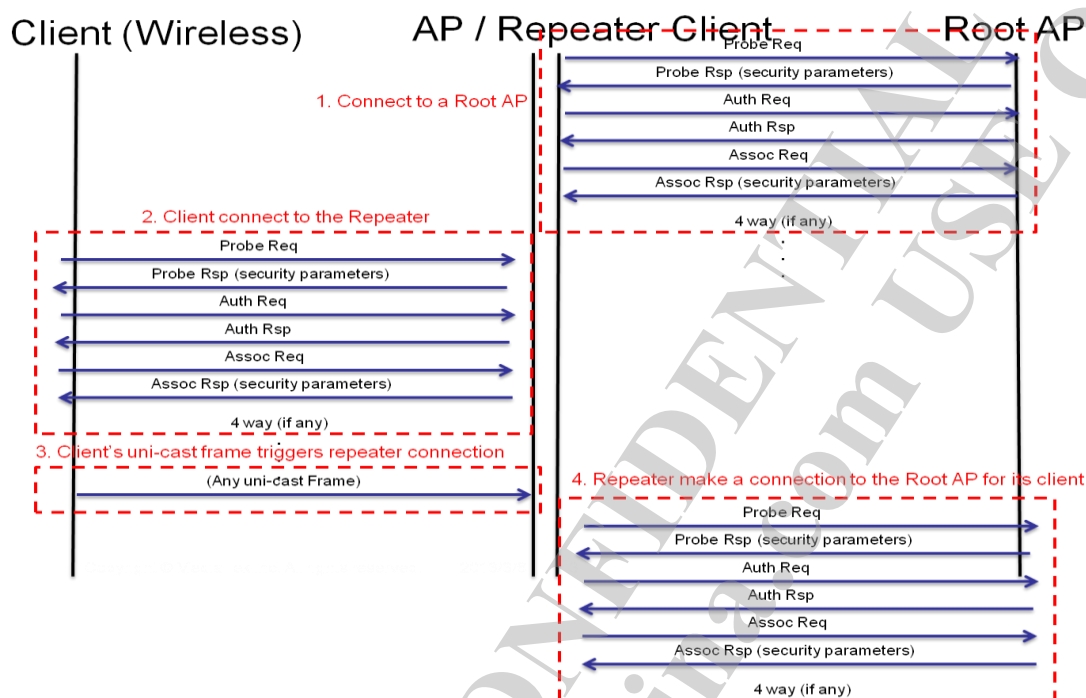 Client (Wireless)
AP / Repeater Client
Root AP
1. Connect to a Root AP
Probe Req
Probe Rsp (security parameters)
Auth Req
Auth Rsp
Assoc Req
Assoc Rsp (security parameters)
4 way (if any)
2. Client connect to the Repeater
Probe Req
Probe Rsp (security parameters)
Auth Req
Auth Rsp
Assoc Req
Assoc Rsp (security parameters)
4 way (if any)
3. Client's uni-cast frame triggers repeater connection
(Any uni-cast Frame)
4. Repeater make a connection to the Root AP for its client
Probe Req
Probe Rsp (security parameters)
Auth Req
Auth Rsp
Assoc Req
Assoc Rsp (security parameters)
4 way (if any)
ONFIDENTIAL
ina.com USE O